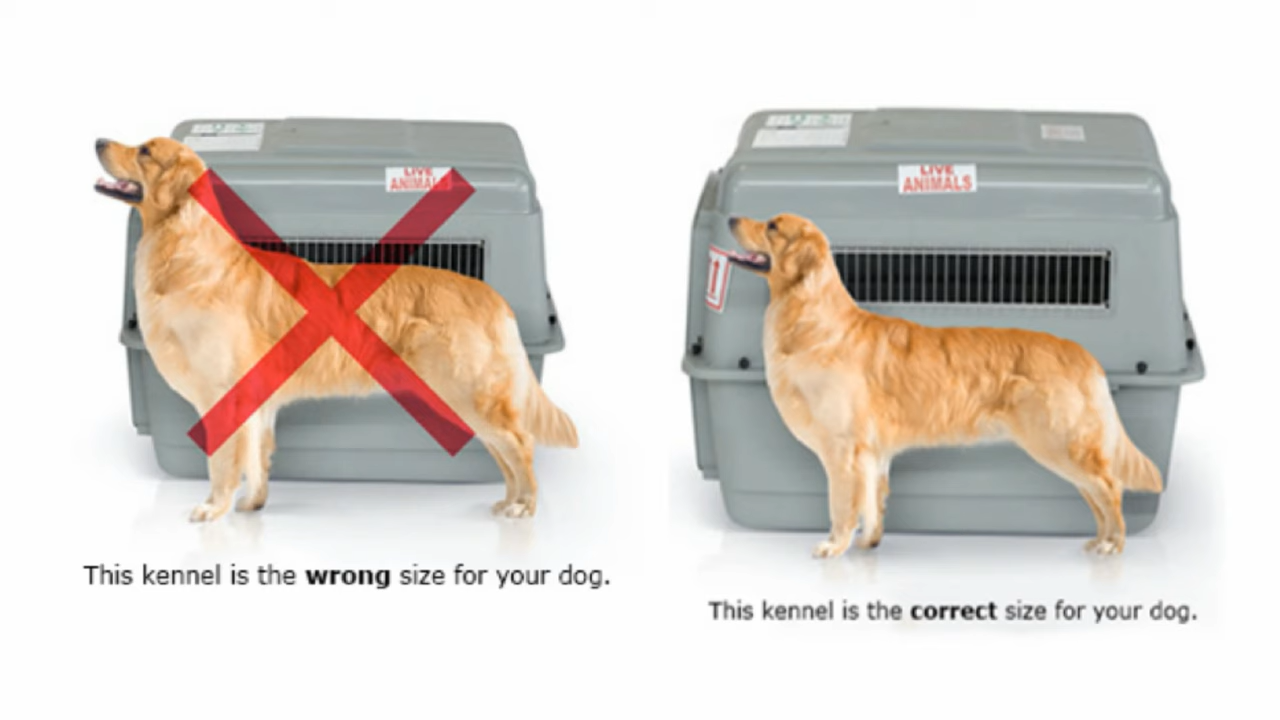 LIVE
ANIMALS
This kennel is the wrong size for your dog.
LIVE
ANIMALS
This kennel is the correct size for your dog.